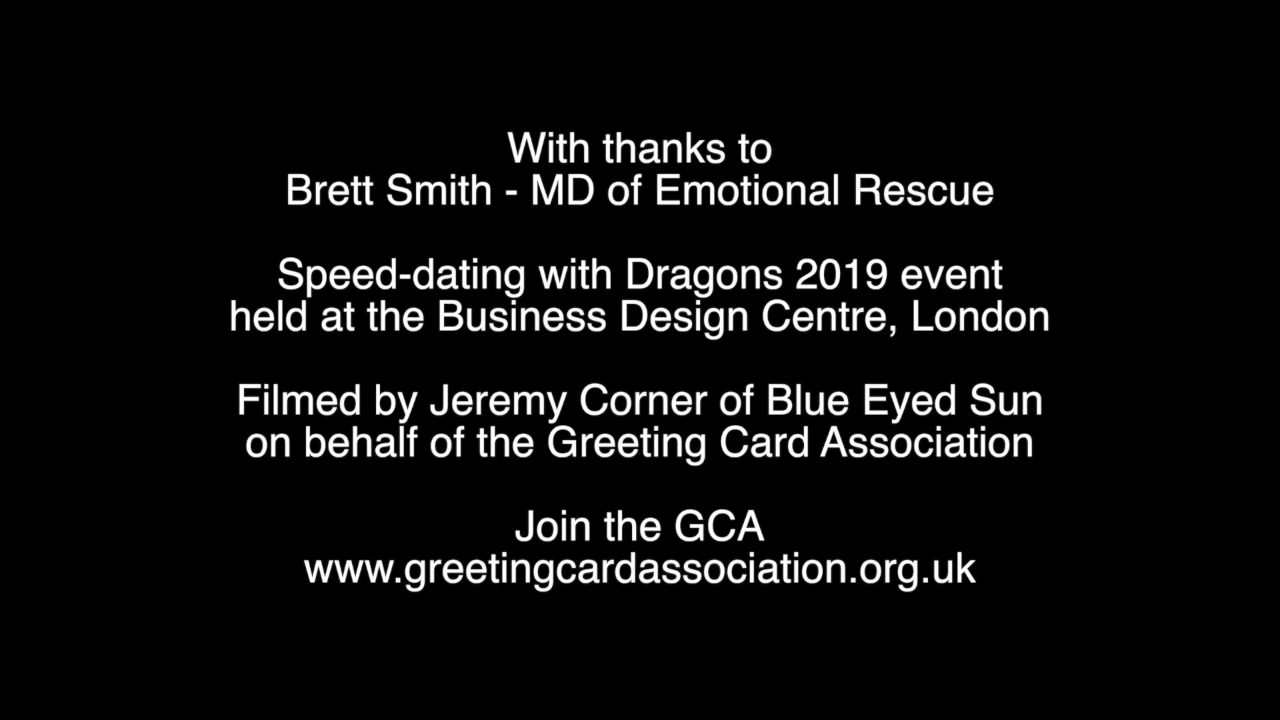 With thanks to
Brett Smith - MD of Emotional Rescue
Speed-dating with Dragons 2019 event
held at the Business Design Centre, London
Filmed by Jeremy Corner of Blue Eyed Sun
on behalf of the Greeting Card Association
Join the GCA
www.greetingcardassociation.org.uk